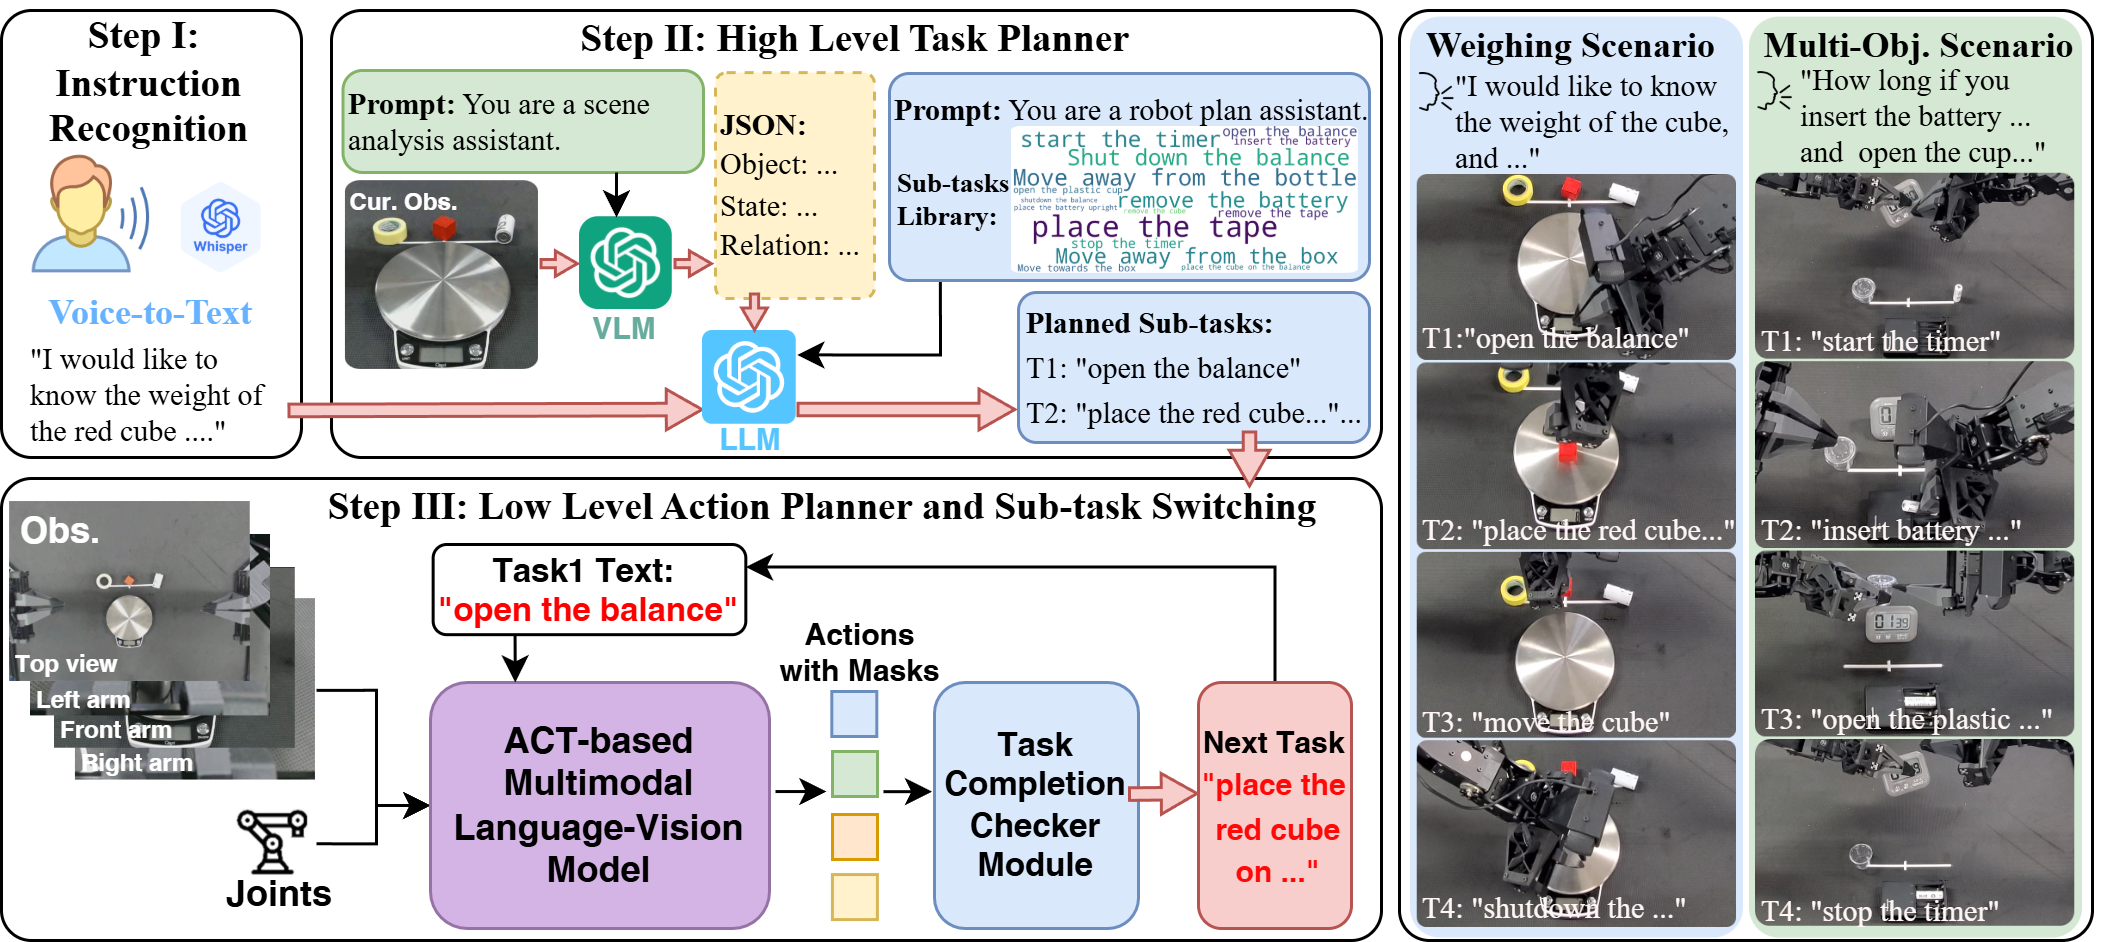 Step I:
Instruction
Recognition
Whisper
Voice-to-Text
"I would like to
know the weight of
the red cube ...."
Step II: High Level Task Planner
Prompt: You are a scene
analysis assistant.
Cur. Obs.
VLM
JSON:
Object: ...
State: ...
Relation: ...
LLM
Prompt: You are a robot plan assistant.
Sub-tasks
Library:
start the timer
open the balance
insert the battery
Shut down the balance
Move away from the bottle
open the plastic cup
shutdown the balance
remove the battery
place the battery upright
remove the cube
remove the tape
place the tape
stop the timer
Move away from the box
Move towards the box
place the cube on the balance
Planned Sub-tasks:
T1: "open the balance"
T2: "place the red cube..."...
Step III: Low Level Action Planner and Sub-task Switching
Obs.
Top view
Left arm
Front arm
Right arm
Joints
Task1 Text:
"open the balance"
ACT-based
Multimodal
Language-Vision
Model
Actions
with Masks
Task
Completion
Checker
Module
Next Task
"place the
red cube
on ..."
Weighing Scenario
"I would like to know
the weight of the cube,
and ..."
T1:"open the balance"
T2: "place the red cube..."
T3: "move the cube"
T4: "shutdown the ..."
Multi-Obj. Scenario
"How long if you
insert the battery ...
and open the cup..."
T1: "start the timer"
T2: "insert battery ..."
01:39
T3: "open the plastic ..."
T4: "stop the timer"